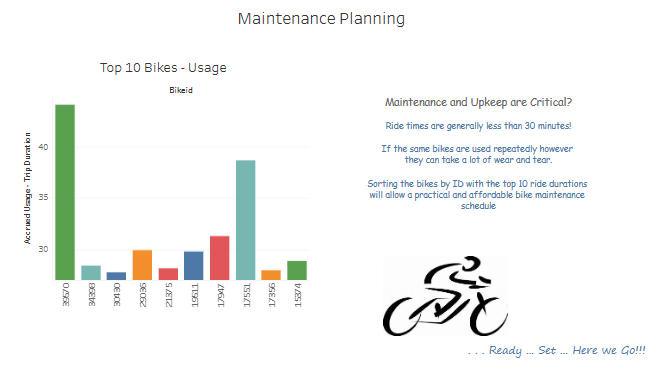 Maintenance Planning
Top 10 Bikes - Usage
Bikeid
Accrued Usage - Trip Duration
40
35
30
39570
34398
30430
29036
21375
19511
17947
17551
17356
15374
Maintenance and Upkeep are Critical?
Ride times are generally less than 30 minutes!
If the same bikes are used repeatedly however
they can take a lot of wear and tear.
Sorting the bikes by ID with the top 10 ride durations
will allow a practical and affordable bike maintenance
schedule
. . . Ready ... Set ... Here we Go!!!